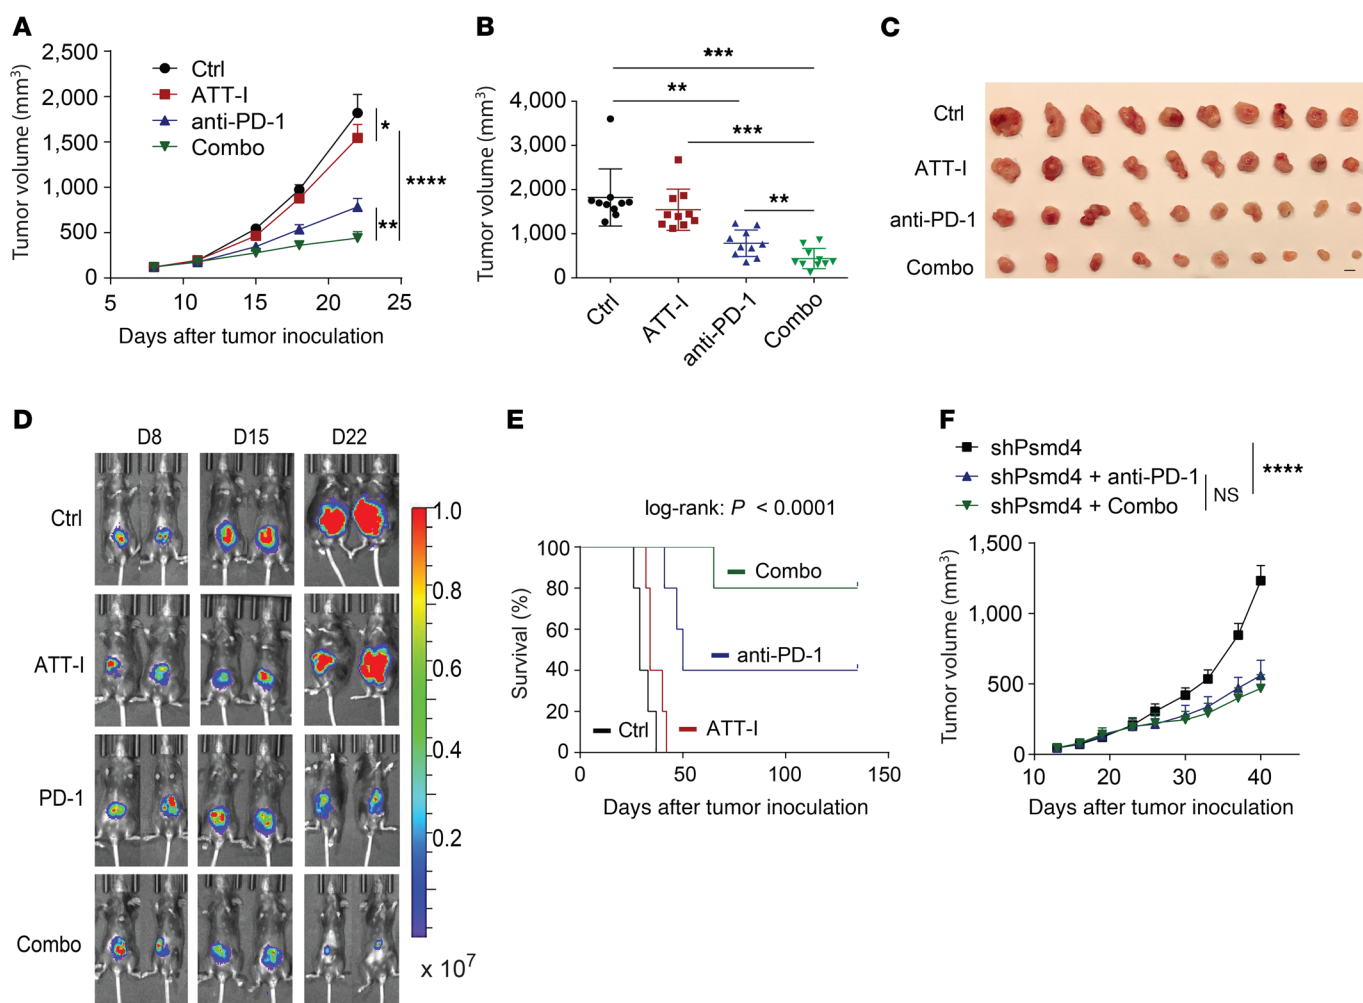 A
Tumor volume (mm3)
2,500
2,000
1,500
1,000
500
0
5 10 15 20 25
Days after tumor inoculation
Ctrl
ATT-I
anti-PD-1
Combo
*
**
****
B
Tumor volume (mm3)
4,000
3,000
2,000
1,000
0
***
**
***
**
Ctrl
ATT-I
anti-PD-1
Combo
C
Ctrl
ATT-I
anti-PD-1
Combo
D
D8 D15 D22
Ctrl
ATT-I
PD-1
Combo
1.0
0.8
0.6
0.4
0.2
x 107
E
log-rank: P < 0.0001
Survival (%)
100
80
60
40
20
0
Combo
anti-PD-1
Ctrl
ATT-I
0 50 100 150
Days after tumor inoculation
F
shPsmd4
shPsmd4 + anti-PD-1
shPsmd4 + Combo
NS
****
Tumor volume (mm3)
1,500
1,000
500
0
10 20 30 40
Days after tumor inoculation